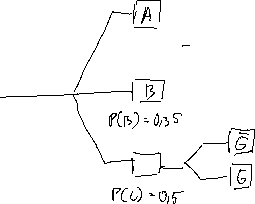 A
B
P(B) = 0,35
G̅
G
P(C) = 0,5